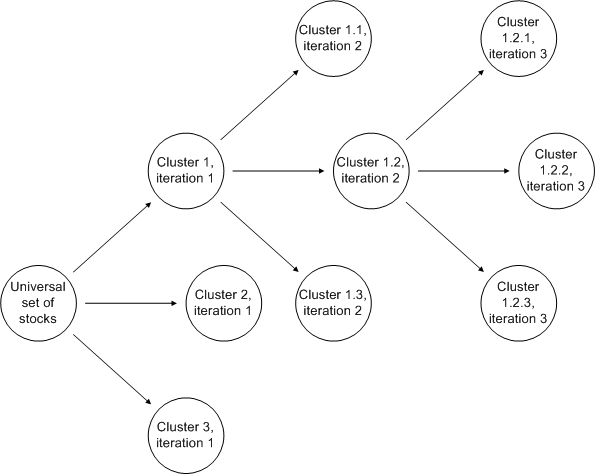 Cluster 1.1,
iteration 2
Cluster
1.2.1,
iteration 3
Cluster 1,
iteration 1
Cluster 1.2,
iteration 2
Cluster
1.2.2,
iteration 3
Universal
set of
stocks
Cluster 2,
iteration 1
Cluster 1.3,
iteration 2
Cluster
1.2.3,
iteration 3
Cluster 3,
iteration 1